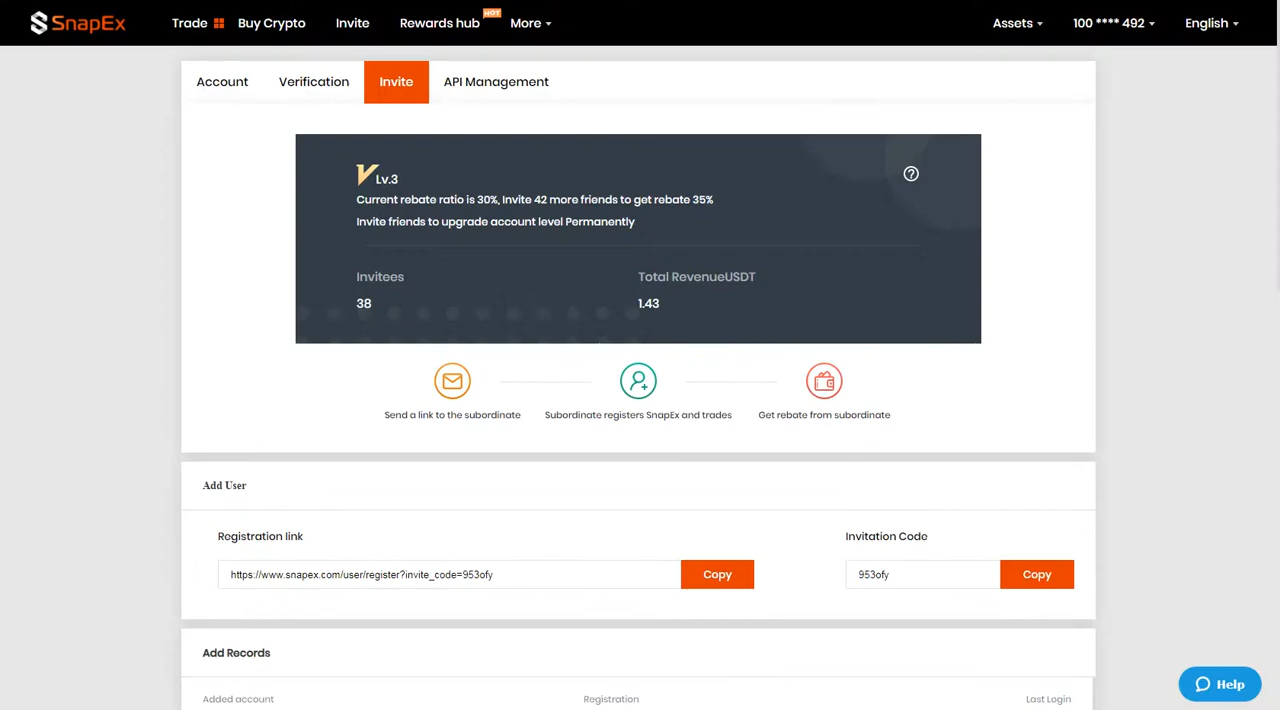 SnapEx
Trade Buy Crypto Invite Rewards hub HOT More Assets 100 **** 492 English
Account Verification Invite API Management
Lv.3
Current rebate ratio is 30%, Invite 42 more friends to get rebate 35%
Invite friends to upgrade account level Permanently
Invitees Total RevenueUSDT
38 1.43
Send a link to the subordinate Subordinate registers SnapEx and trades Get rebate from subordinate
Add User
Registration link Invitation Code
https://www.snapex.com/user/register?invite_code=953ofy Copy 953ofy Copy
Add Records
Added account Registration Last Login
Help